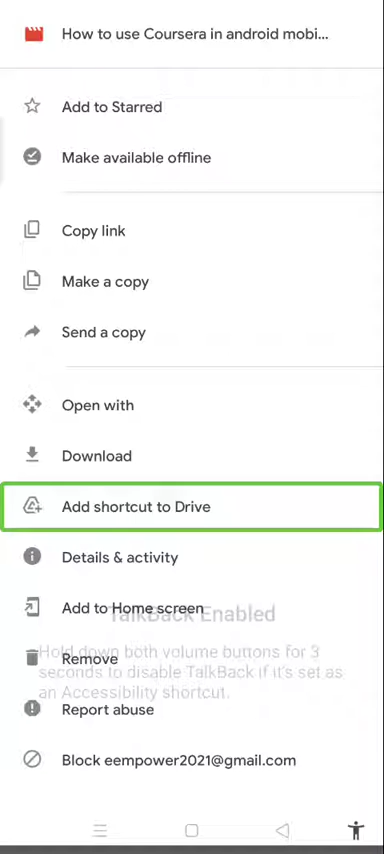 How to use Coursera in android mobi...
Add to Starred
Make available offline
Copy link
Make a copy
Send a copy
Open with
Download
Add shortcut to Drive
Details & activity
Add to Home screen
TalkBack Enabled
Hold down both volume buttons for 3
seconds to disable TalkBack if it's set as
an Accessibility shortcut.
Remove
Report abuse
Block eempower2021@gmail.com